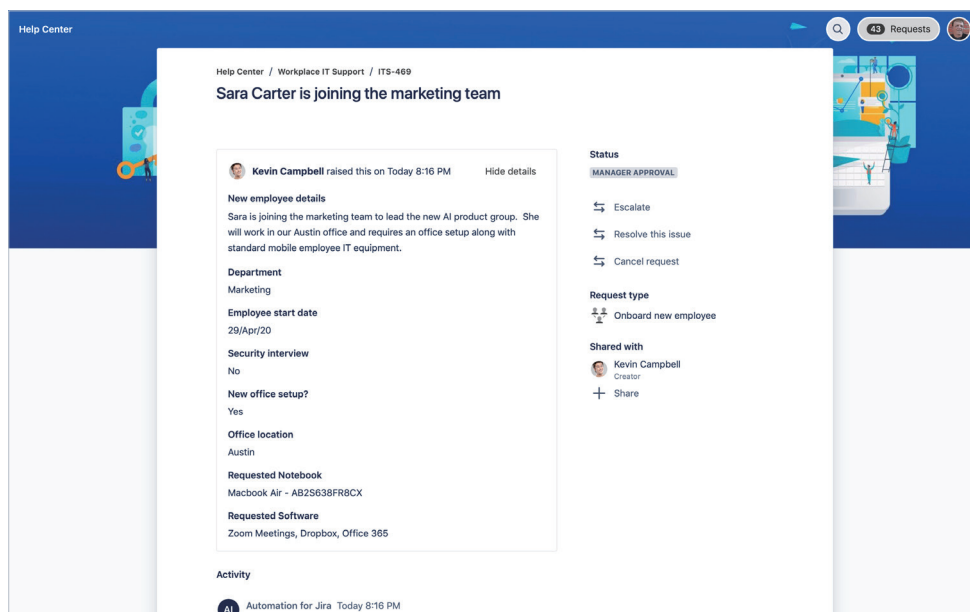 Help Center
43 Requests
Help Center / Workplace IT Support / ITS-469
Sara Carter is joining the marketing team
Kevin Campbell raised this on Today 8:16 PM Hide details
New employee details
Sara is joining the marketing team to lead the new AI product group. She
will work in our Austin office and requires an office setup along with
standard mobile employee IT equipment.
Department
Marketing
Employee start date
29/Apr/20
Security interview
No
New office setup?
Yes
Office location
Austin
Requested Notebook
Macbook Air - AB2S638FR8CX
Requested Software
Zoom Meetings, Dropbox, Office 365
Status
MANAGER APPROVAL
Escalate
Resolve this issue
Cancel request
Request type
Onboard new employee
Shared with
Kevin Campbell
Creator
Share
Activity
AI
Automation for Jira Today 8:16 PM